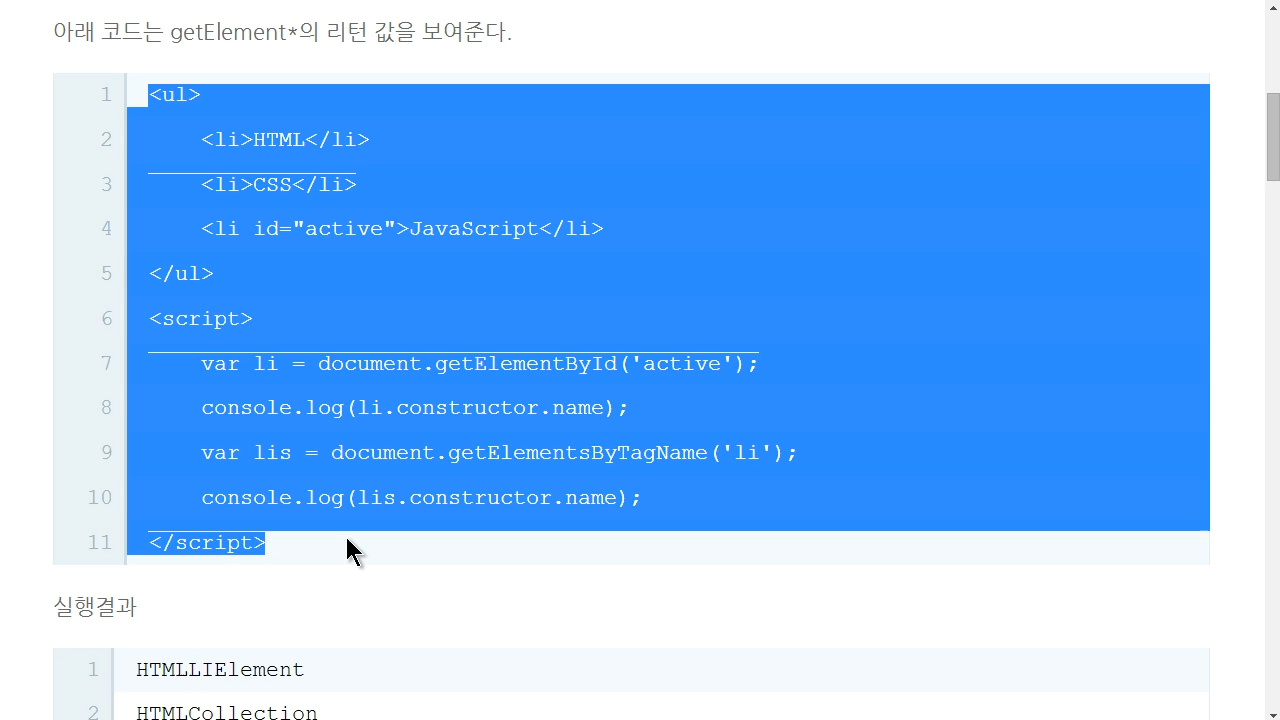 아래 코드는 getElement*의 리턴 값을 보여준다.
1 <ul>
2     <li>HTML</li>
3     <li>CSS</li>
4     <li id="active">JavaScript</li>
5 </ul>
6 <script>
7     var li = document.getElementById('active');
8     console.log(li.constructor.name);
9     var lis = document.getElementsByTagName('li');
10     console.log(lis.constructor.name);
11 </script>
실행결과
1 HTMLLIElement
2 HTMLCollection